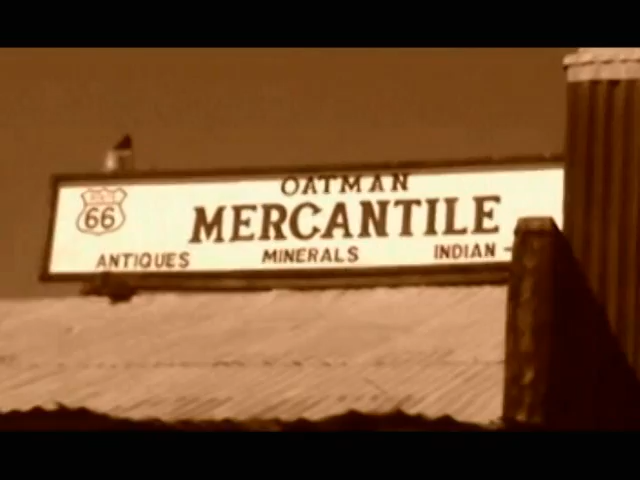 OATMAN
66
MERCANTILE
ANTIQUES MINERALS INDIAN -